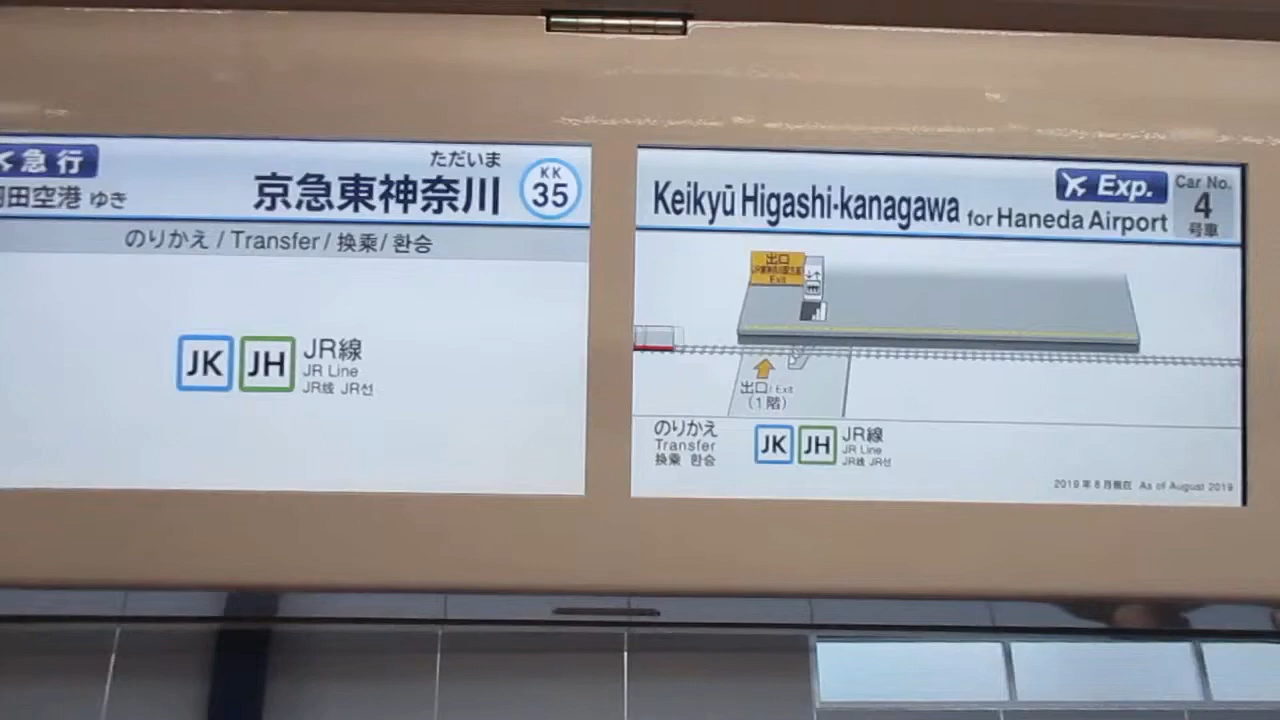 急行
田空港 ゆき
ただいま
京急東神奈川
KK
35
のりかえ / Transfer / 換乗 / 환승
JK JH JR線
JR Line
JR线 JR선
Keikyū Higashi-kanagawa for Haneda Airport
Exp.
Car No.
4
号車
出口
Exit
出口 / Exit
(1階)
のりかえ
Transfer
換乗 환승
JK JH JR線
JR Line
JR线 JR선
2019年8月現在 As of August 2019